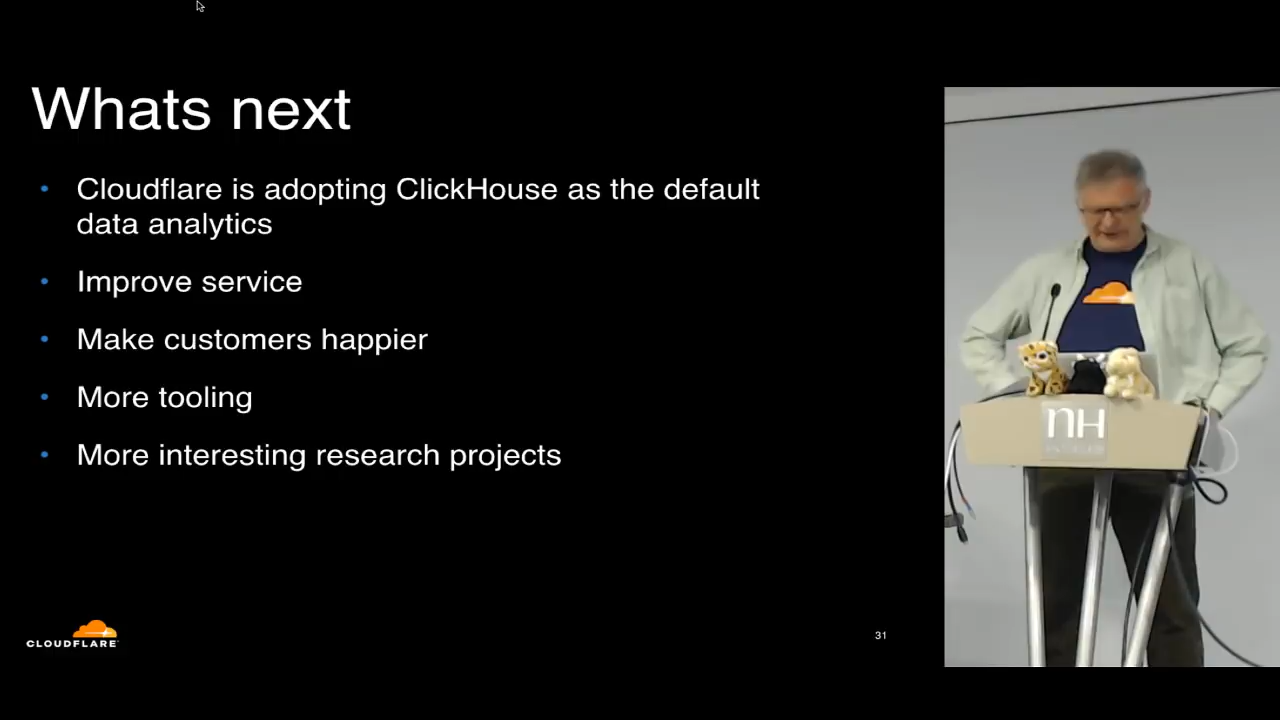 Whats next
• Cloudflare is adopting ClickHouse as the default
data analytics
• Improve service
• Make customers happier
• More tooling
• More interesting research projects
CLOUDFLARE
31
nH